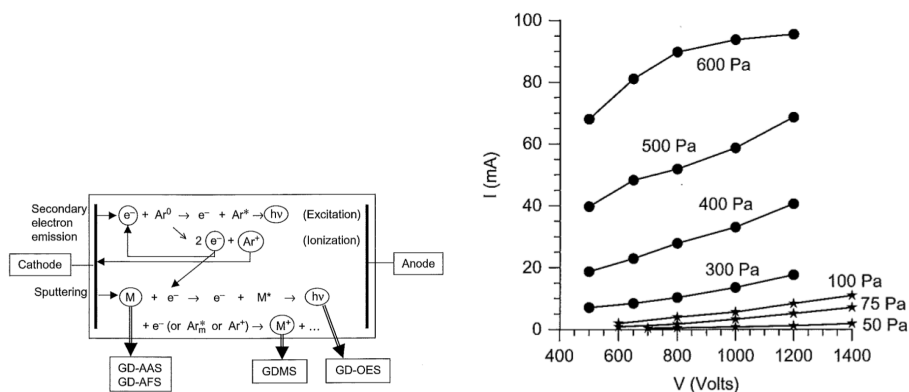 Secondary
electron
emission
e⁻ + Ar⁰ → e⁻ + Ar* → hν (Excitation)
2 e⁻ + Ar⁺ (Ionization)
Cathode
Anode
Sputtering
M + e⁻ → e⁻ + M* → hν
+ e⁻ (or Ar*m or Ar⁺) → M⁺ + ...
GD-AAS
GD-AFS
GDMS
GD-OES
I (mA)
100
80
60
40
20
0
600 Pa
500 Pa
400 Pa
300 Pa
100 Pa
75 Pa
50 Pa
400 600 800 1000 1200 1400
V (Volts)